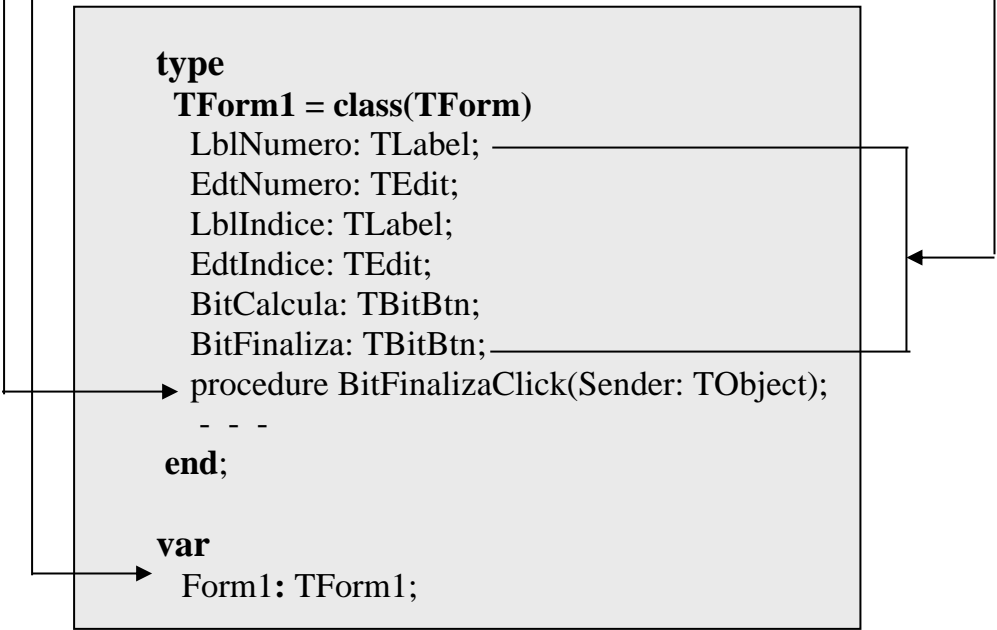 type
TForm1 = class(TForm)
LblNumero: TLabel;
EdtNumero: TEdit;
LblIndice: TLabel;
EdtIndice: TEdit;
BitCalcula: TBitBtn;
BitFinaliza: TBitBtn;
procedure BitFinalizaClick(Sender: TObject);
- - -
end;
var
Form1: TForm1;